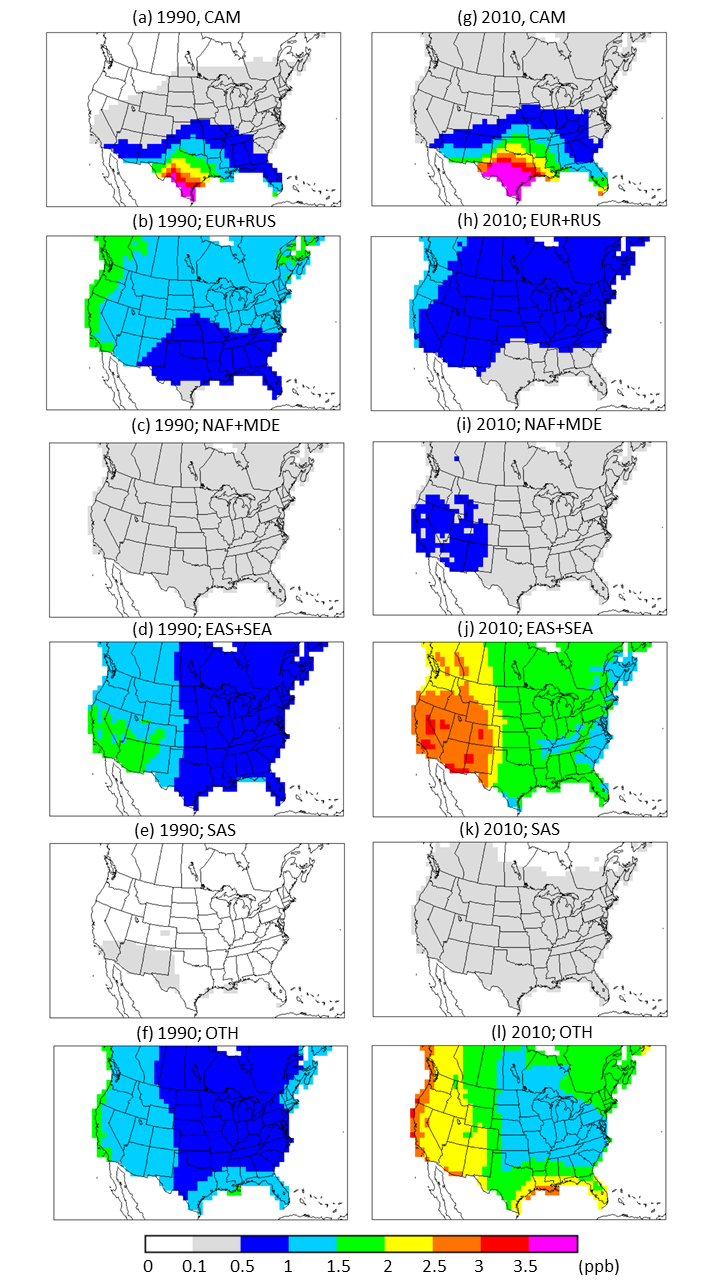 (a) 1990, CAM
(g) 2010, CAM
(b) 1990; EUR+RUS
(h) 2010; EUR+RUS
(c) 1990; NAF+MDE
(i) 2010; NAF+MDE
(d) 1990; EAS+SEA
(j) 2010; EAS+SEA
(e) 1990; SAS
(k) 2010; SAS
(f) 1990; OTH
(l) 2010; OTH
0 0.1 0.5 1 1.5 2 2.5 3 3.5 (ppb)